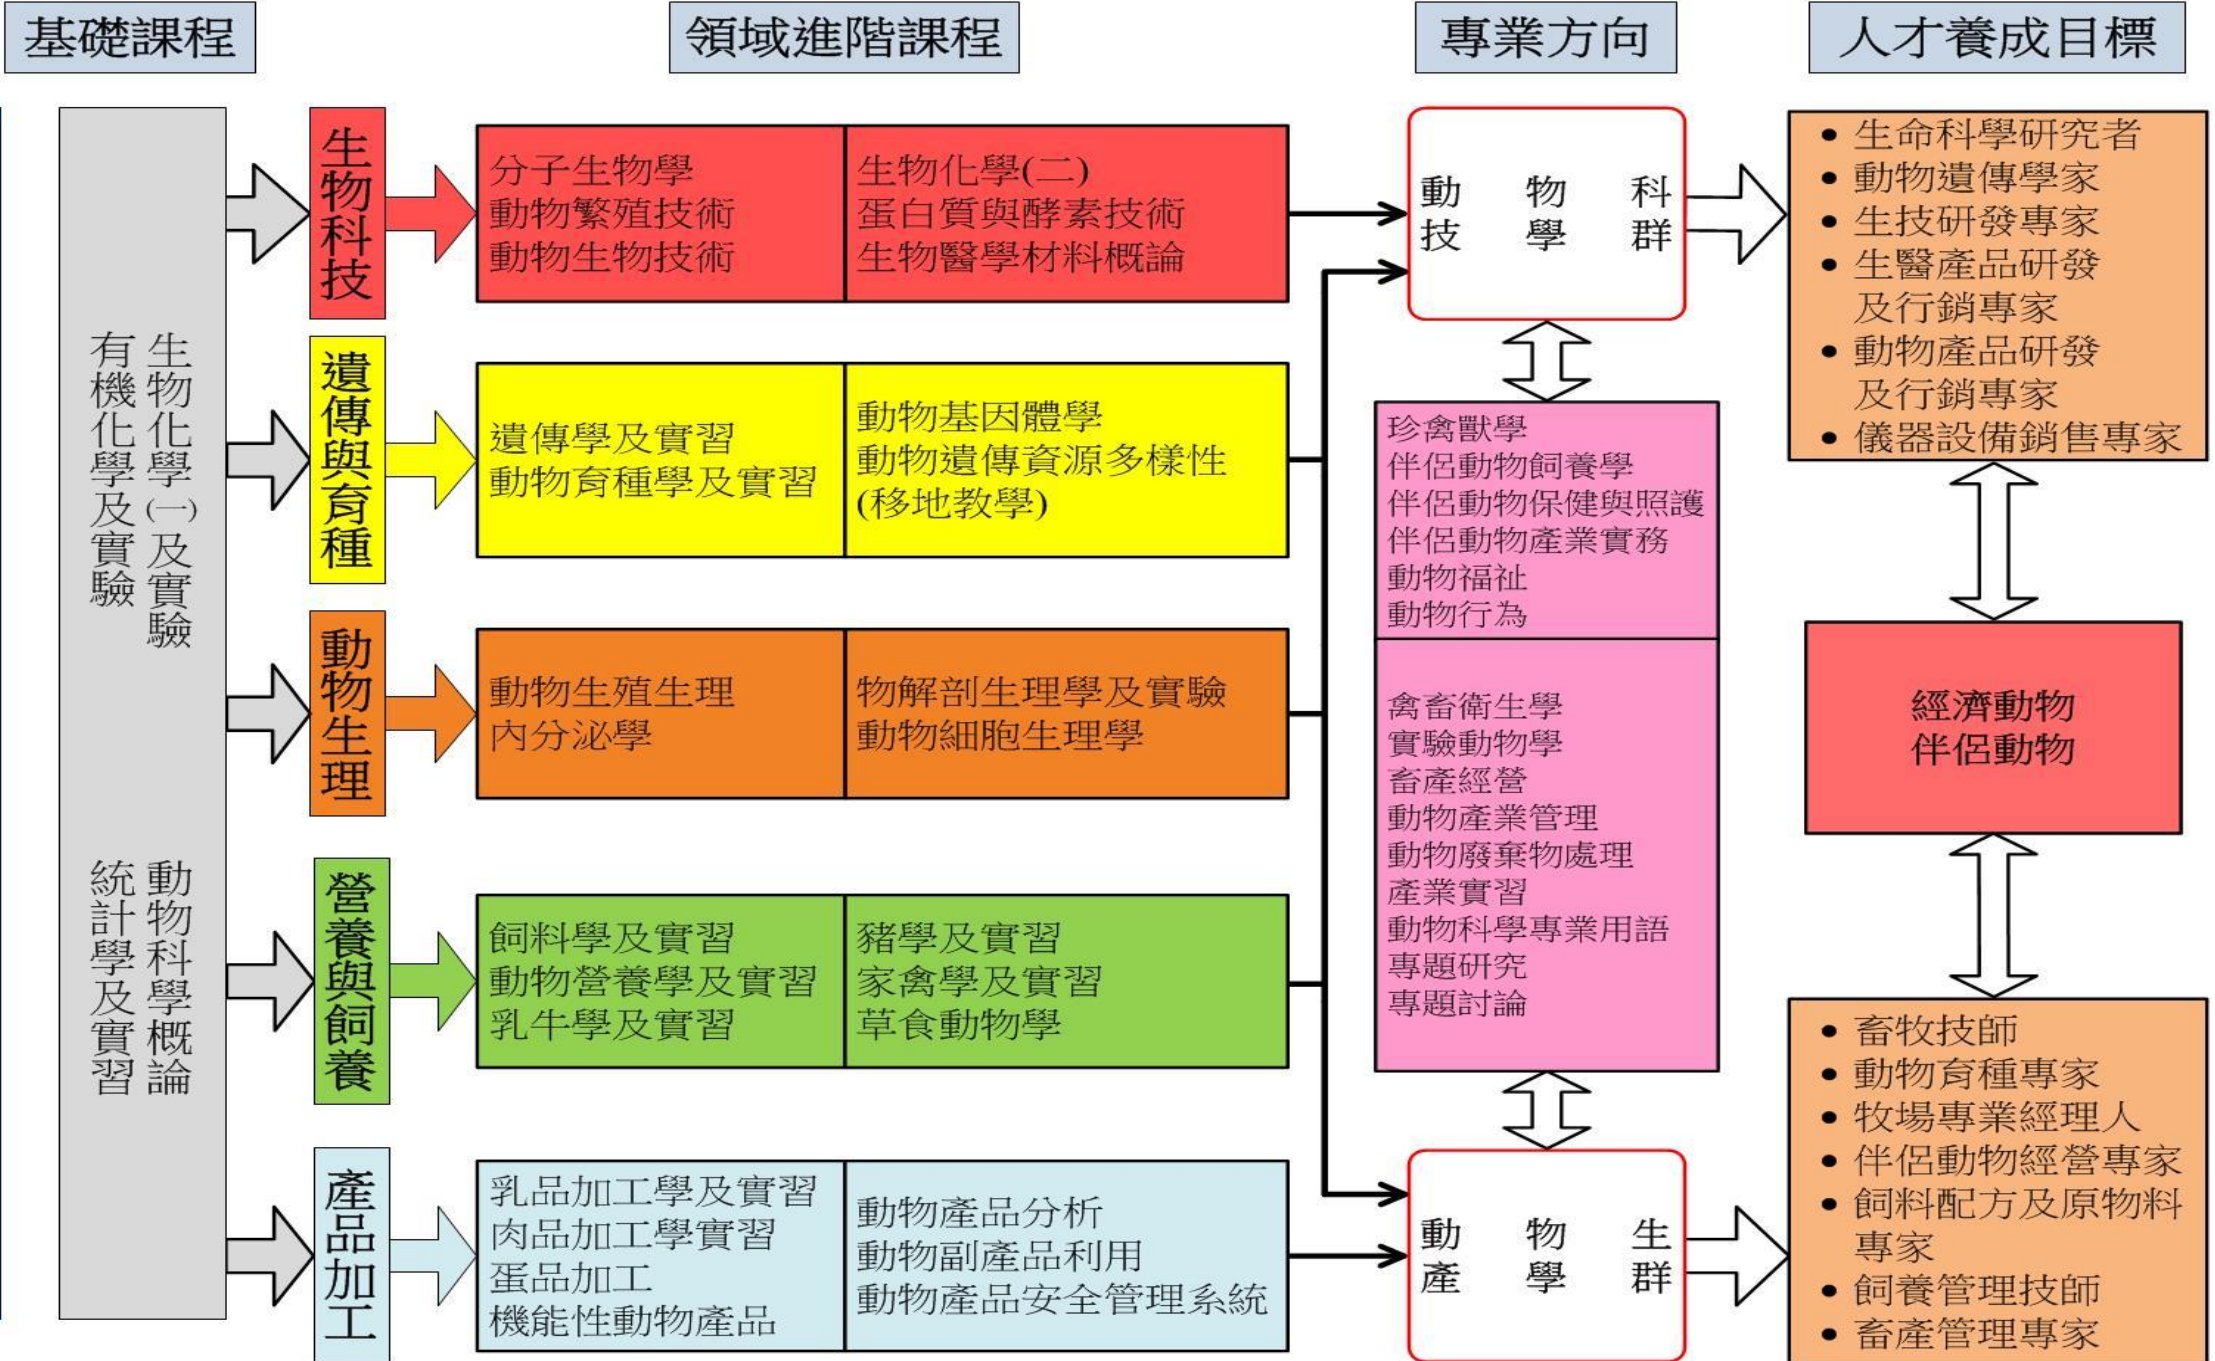 基礎課程
領域進階課程
專業方向
人才養成目標
生物化學(一)及實驗
有機化學及實驗
動物科學概論
統計學及實習
生物科技
分子生物學
動物繁殖技術
動物生物技術
生物化學(二)
蛋白質與酵素技術
生物醫學材料概論
遺傳與育種
遺傳學及實習
動物育種學及實習
動物基因體學
動物遺傳資源多樣性
(移地教學)
動物生理
動物生殖生理
內分泌學
物解剖生理學及實驗
動物細胞生理學
營養與飼養
飼料學及實習
動物營養學及實習
乳牛學及實習
豬學及實習
家禽學及實習
草食動物學
產品加工
乳品加工學及實習
肉品加工學實習
蛋品加工
機能性動物產品
動物產品分析
動物副產品利用
動物產品安全管理系統
動物科
技學群
珍禽獸學
伴侶動物飼養學
伴侶動物保健與照護
伴侶動物產業實務
動物福祉
動物行為
禽畜衛生學
實驗動物學
畜產經營
動物產業管理
動物廢棄物處理
產業實習
動物科學專業用語
專題研究
專題討論
動物生
產學群
• 生命科學研究者
• 動物遺傳學家
• 生技研發專家
• 生醫產品研發
及行銷專家
• 動物產品研發
及行銷專家
• 儀器設備銷售專家
經濟動物
伴侶動物
• 畜牧技師
• 動物育種專家
• 牧場專業經理人
• 伴侶動物經營專家
• 飼料配方及原物料
專家
• 飼養管理技師
• 畜產管理專家